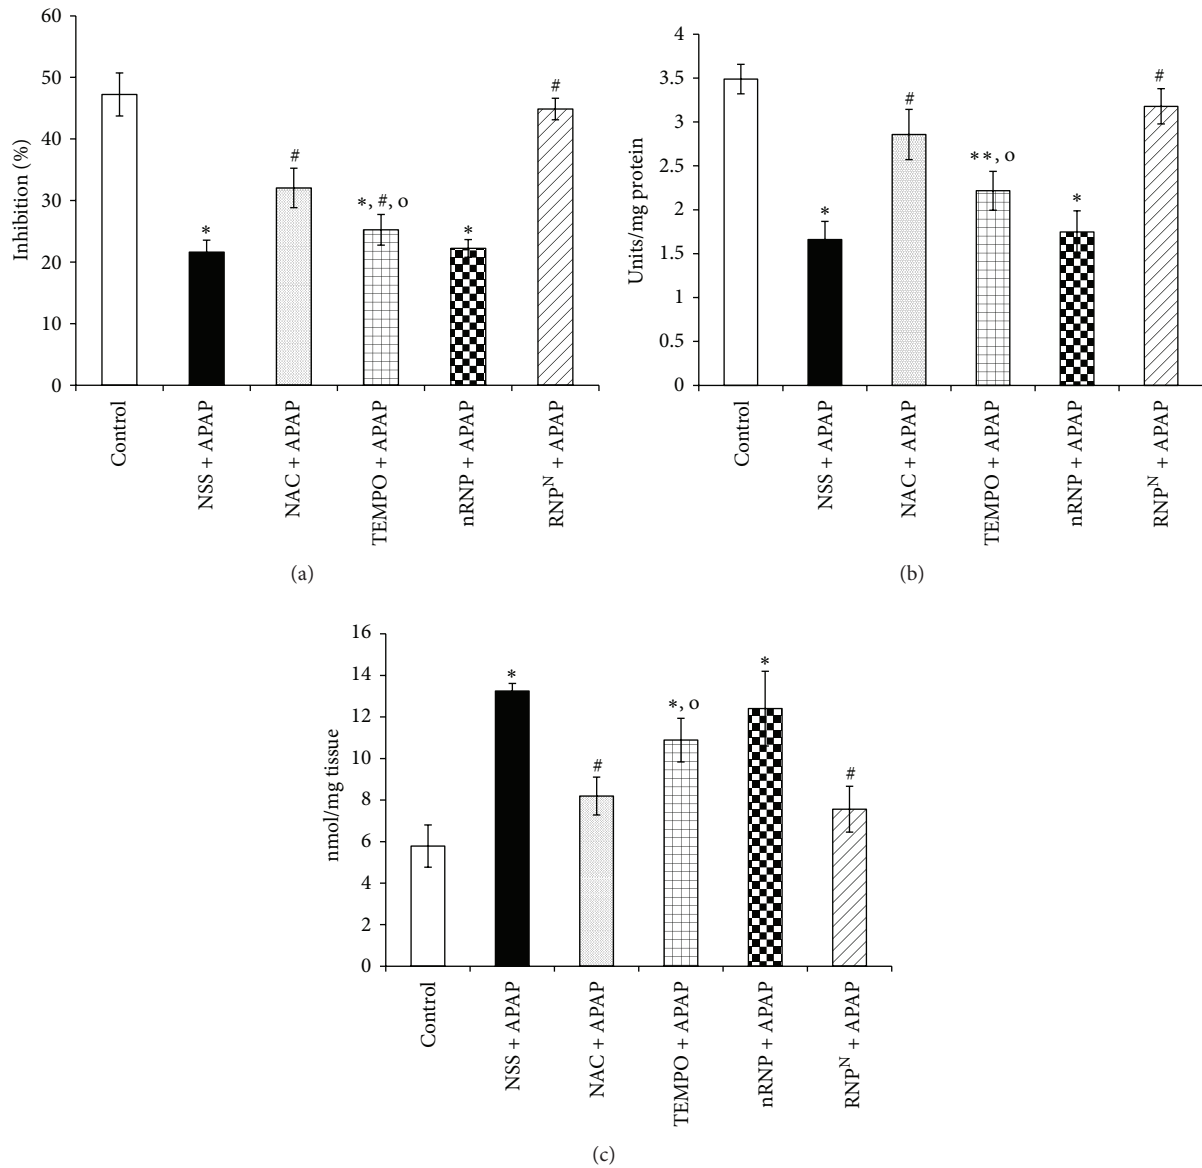 60
50
40
30
20
10
0
Inhibition (%)
*
#
*, #, o
*
#
Control
NSS + APAP
NAC + APAP
TEMPO + APAP
nRNP + APAP
RNP^N + APAP
(a)
4
3.5
3
2.5
2
1.5
1
0.5
0
Units/mg protein
*
#
**, o
*
#
Control
NSS + APAP
NAC + APAP
TEMPO + APAP
nRNP + APAP
RNP^N + APAP
(b)
16
14
12
10
8
6
4
2
0
nmol/mg tissue
*
#
*, o
*
#
Control
NSS + APAP
NAC + APAP
TEMPO + APAP
nRNP + APAP
RNP^N + APAP
(c)